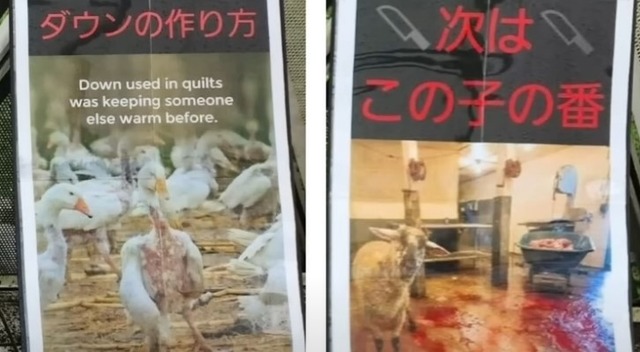 ダウンの作り方
Down used in quilts
was keeping someone
else warm before.
次は
この子の番